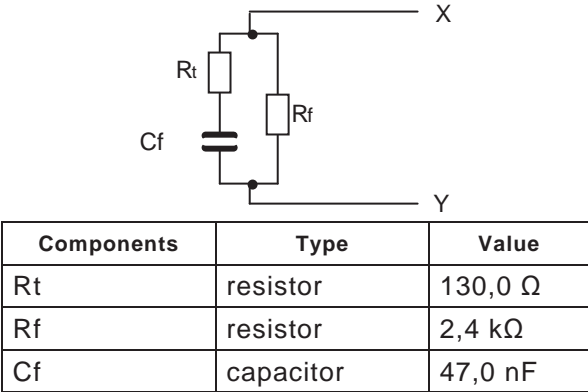 X
Rt
Rf
Cf
Y
Components Type Value
Rt resistor 130,0 Ω
Rf resistor 2,4 kΩ
Cf capacitor 47,0 nF